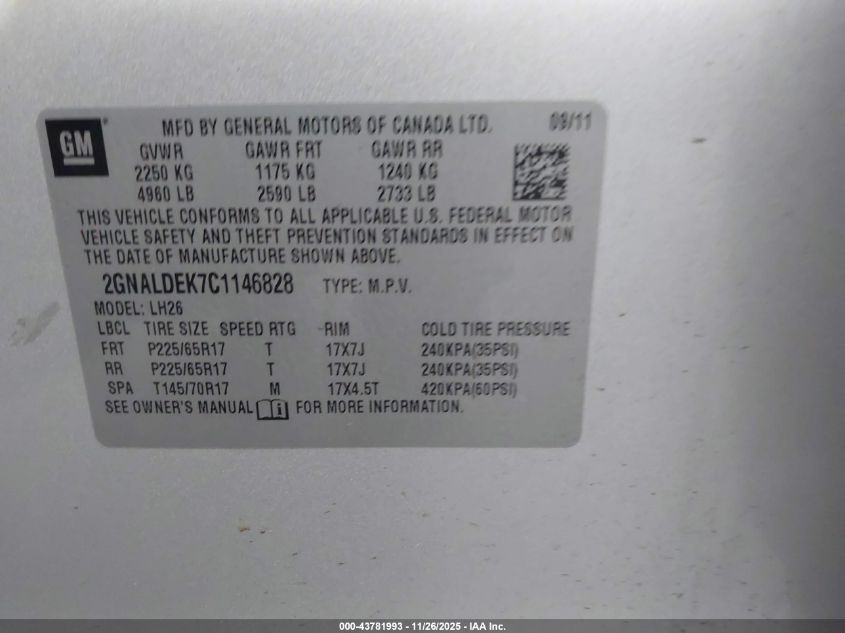 GM
MFD BY GENERAL MOTORS OF CANADA LTD. 09/11
GVWR GAWR FRT GAWR RR
2250 KG 1175 KG 1240 KG
4960 LB 2590 LB 2733 LB
THIS VEHICLE CONFORMS TO ALL APPLICABLE U.S. FEDERAL MOTOR
VEHICLE SAFETY AND THEFT PREVENTION STANDARDS IN EFFECT ON
THE DATE OF MANUFACTURE SHOWN ABOVE.
2GNALDEK7C1146828 TYPE: M.P.V.
MODEL: LH26
LBCL TIRE SIZE SPEED RTG RIM COLD TIRE PRESSURE
FRT P225/65R17 T 17X7J 240KPA(35PSI)
RR P225/65R17 T 17X7J 240KPA(35PSI)
SPA T145/70R17 M 17X4.5T 420KPA(60PSI)
SEE OWNER'S MANUAL FOR MORE INFORMATION.
000-43781993 - 11/26/2025 - IAA Inc.